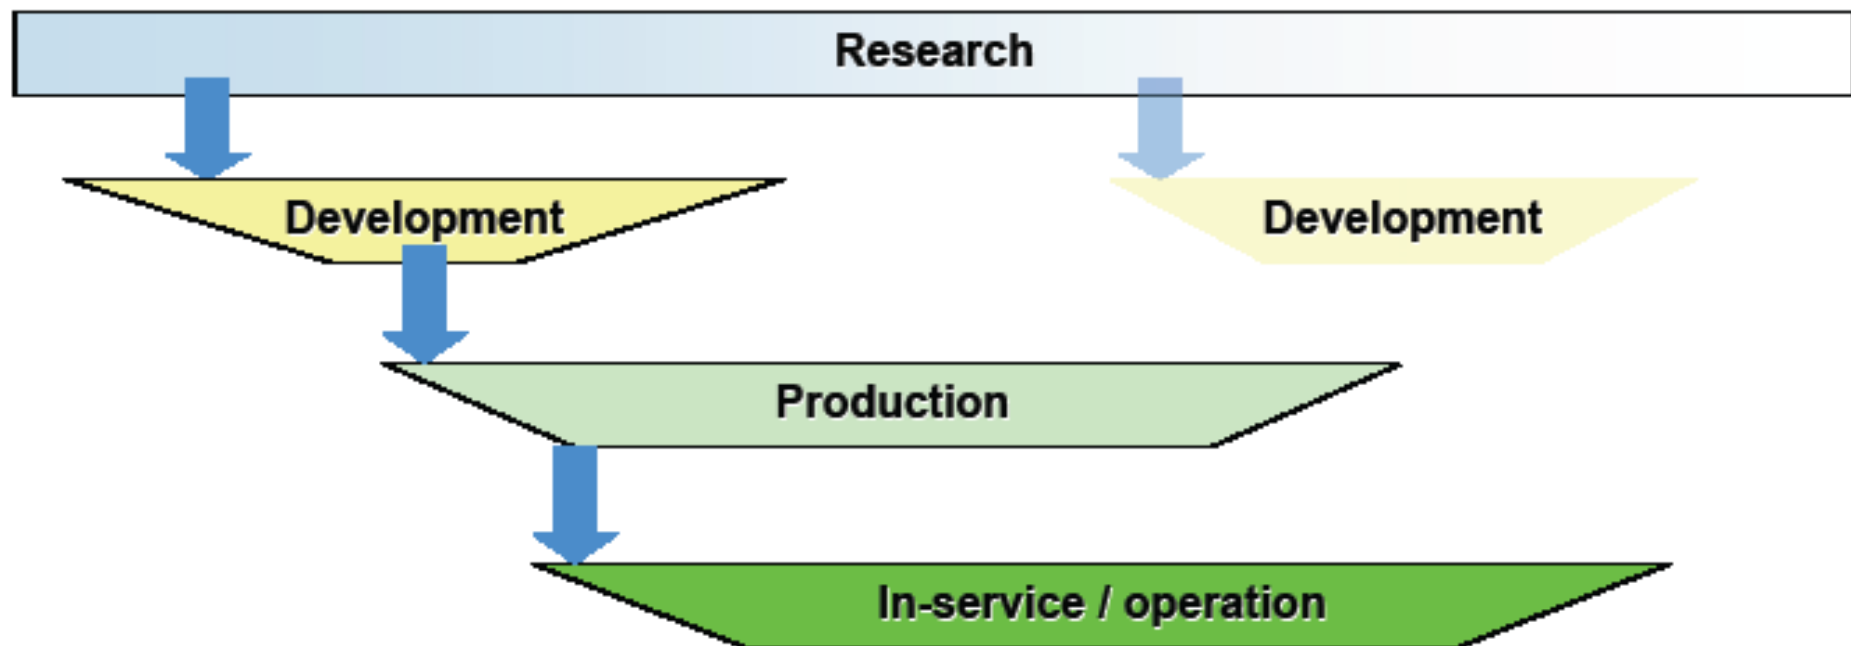 Research
Development
Development
Production
In-service / operation